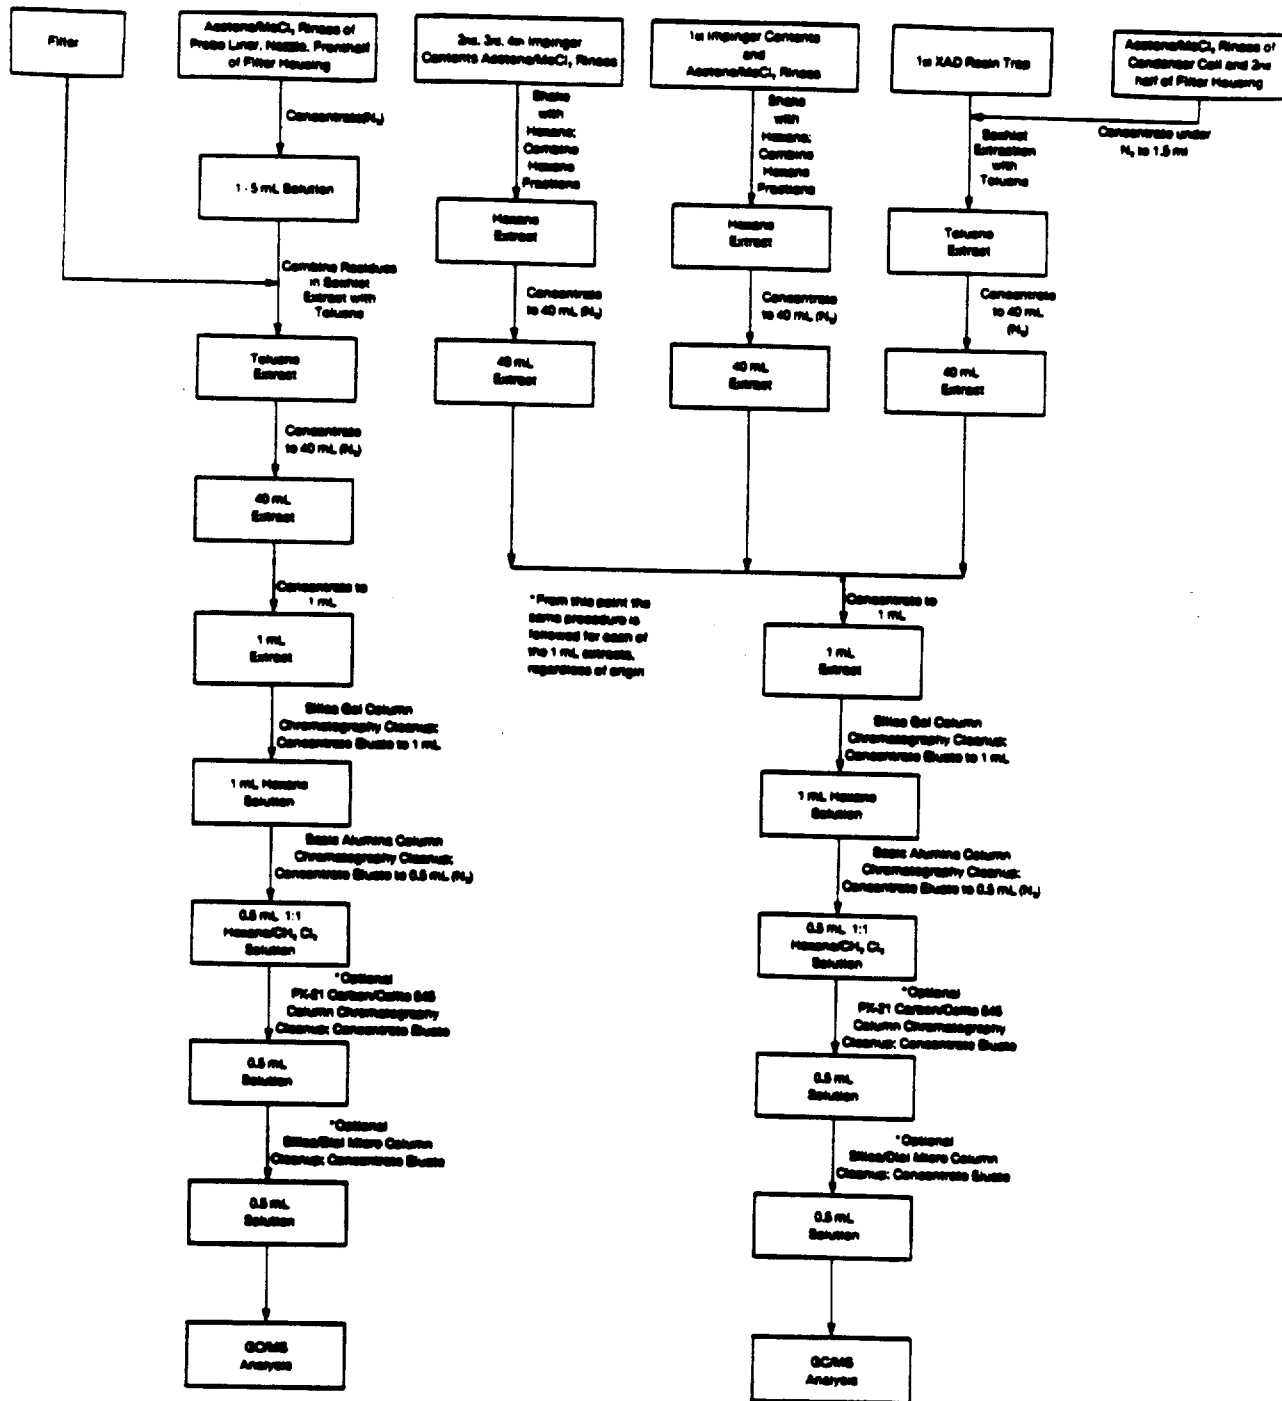 Filter
Acetone/MeCl₂ Rinses of
Probe Liner, Nozzle, Fronthalf
of Filter Housing
2nd, 3rd, 4th Impinger
Contents Acetone/MeCl₂ Rinses
1st Impinger Contents
and
Acetone/MeCl₂ Rinses
1st XAD Resin Trap
Acetone/MeCl₂ Rinses of
Condenser Coil and 2nd
half of Filter Housing
Concentrate(N₂)
Shake
with
Hexane;
Combine
Hexane
Fractions
Shake
with
Hexane;
Combine
Hexane
Fractions
Soxhlet
Extraction
with
Toluene
Concentrate under
N₂ to 1.5 ml
1 - 5 mL Solution
Hexane
Extract
Hexane
Extract
Toluene
Extract
Combine Residues
in Soxhlet
Extract with
Toluene
Concentrate
to 40 mL (N₂)
Concentrate
to 40 mL (N₂)
Concentrate
to 40 mL
(N₂)
Toluene
Extract
40 mL
Extract
40 mL
Extract
40 mL
Extract
Concentrate
to 40 mL (N₂)
40 mL
Extract
Concentrate to
1 mL
*From this point the
same procedure is
followed for each of
the 1 mL extracts,
regardless of origin
Concentrate to
1 mL
1 mL
Extract
1 mL
Extract
Silica Gel Column
Chromatography Cleanup;
Concentrate Eluate to 1 mL
Silica Gel Column
Chromatography Cleanup;
Concentrate Eluate to 1 mL
1 mL Hexane
Solution
1 mL Hexane
Solution
Basic Alumina Column
Chromatography Cleanup;
Concentrate Eluate to 0.5 mL (N₂)
Basic Alumina Column
Chromatography Cleanup;
Concentrate Eluate to 0.5 mL (N₂)
0.5 mL 1:1
Hexane/CH₂ Cl₂
Solution
0.5 mL 1:1
Hexane/CH₂ Cl₂
Solution
*Optional
PX-21 Carbon/Celite 545
Column Chromatography
Cleanup; Concentrate Eluate
*Optional
PX-21 Carbon/Celite 545
Column Chromatography
Cleanup; Concentrate Eluate
0.5 mL
Solution
0.5 mL
Solution
*Optional
Silica/Diol Micro Column
Cleanup; Concentrate Eluate
*Optional
Silica/Diol Micro Column
Cleanup; Concentrate Eluate
0.5 mL
Solution
0.5 mL
Solution
GC/MS
Analysis
GC/MS
Analysis